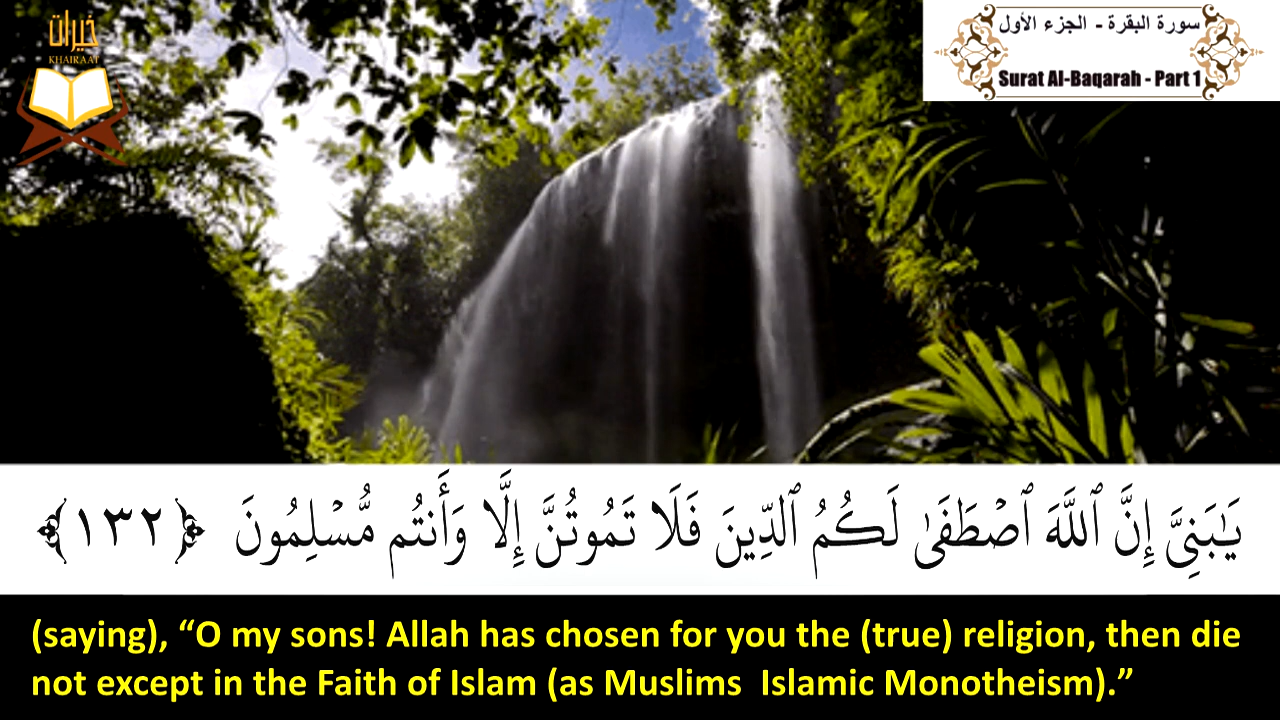 خيرات
KHAIRAAT
سورة البقرة - الجزء الأول
Surat Al-Baqarah - Part 1
يَٰبَنِىَّ إِنَّ ٱللَّهَ ٱصْطَفَىٰ لَكُمُ ٱلدِّينَ فَلَا تَمُوتُنَّ إِلَّا وَأَنتُم مُّسْلِمُونَ ﴿١٣٢﴾
(saying), “O my sons! Allah has chosen for you the (true) religion, then die
not except in the Faith of Islam (as Muslims  Islamic Monotheism).”